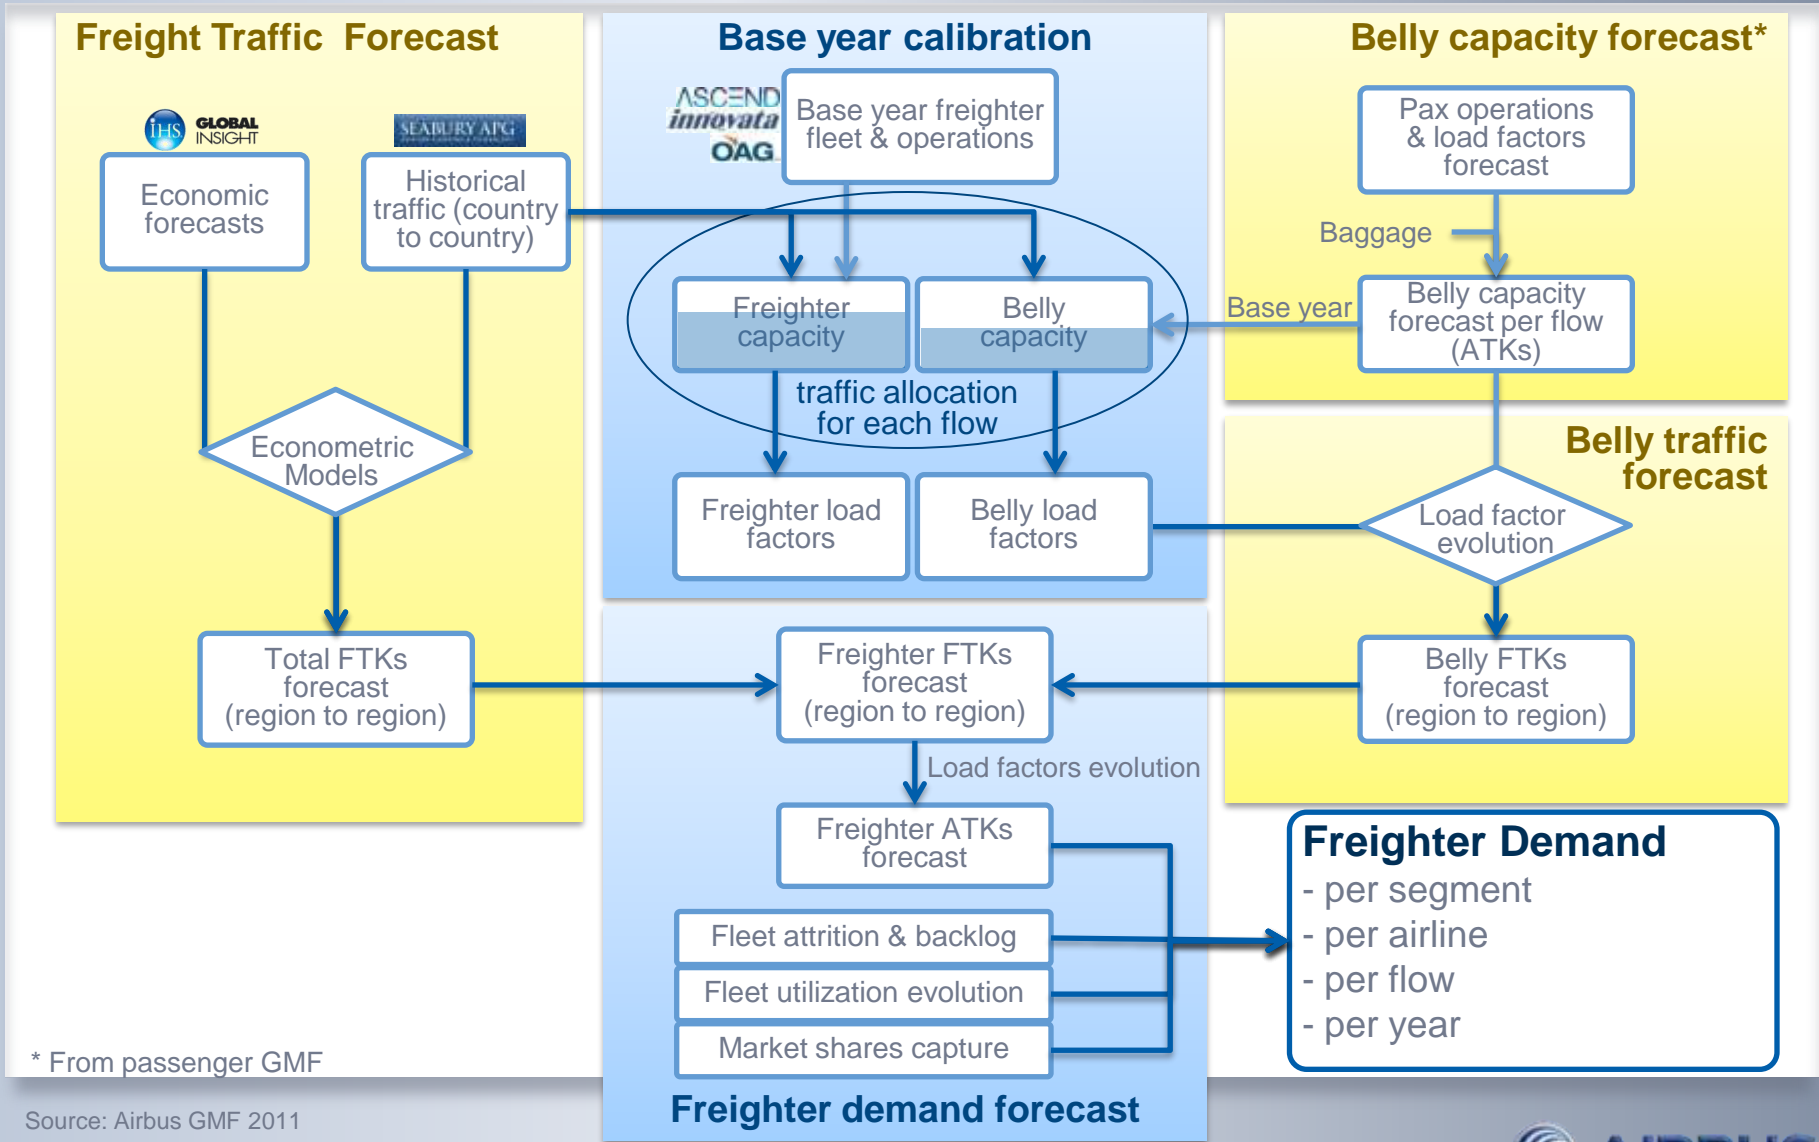 Freight Traffic Forecast
IHS GLOBAL
INSIGHT
SEABURY APG
Economic
forecasts
Historical
traffic (country
to country)
Econometric
Models
Total FTKs
forecast
(region to region)
Base year calibration
ASCEND
innovata
OAG
Base year freighter
fleet & operations
Freighter
capacity
Belly
capacity
traffic allocation
for each flow
Freighter load
factors
Belly load
factors
Belly capacity forecast*
Pax operations
& load factors
forecast
Baggage
Base year
Belly capacity
forecast per flow
(ATKs)
Belly traffic
forecast
Load factor
evolution
Belly FTKs
forecast
(region to region)
Freighter FTKs
forecast
(region to region)
Load factors evolution
Freighter ATKs
forecast
Fleet attrition & backlog
Fleet utilization evolution
Market shares capture
Freighter demand forecast
Freighter Demand
- per segment
- per airline
- per flow
- per year
* From passenger GMF
Source: Airbus GMF 2011